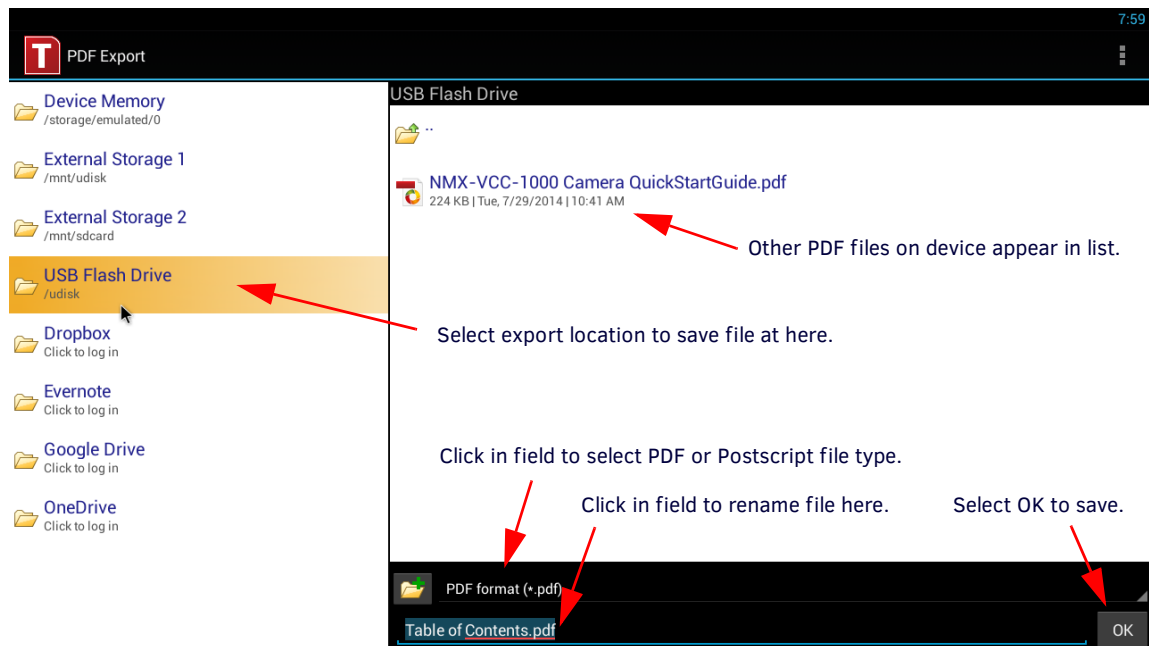 7:59
T PDF Export
Device Memory
/storage/emulated/0
External Storage 1
/mnt/udisk
External Storage 2
/mnt/sdcard
USB Flash Drive
/udisk
Dropbox
Click to log in
Evernote
Click to log in
Google Drive
Click to log in
OneDrive
Click to log in
USB Flash Drive
..
NMX-VCC-1000 Camera QuickStartGuide.pdf
224 KB | Tue, 7/29/2014 | 10:41 AM
Other PDF files on device appear in list.
Select export location to save file at here.
Click in field to select PDF or Postscript file type.
Click in field to rename file here.
Select OK to save.
PDF format (*.pdf)
Table of Contents.pdf
OK